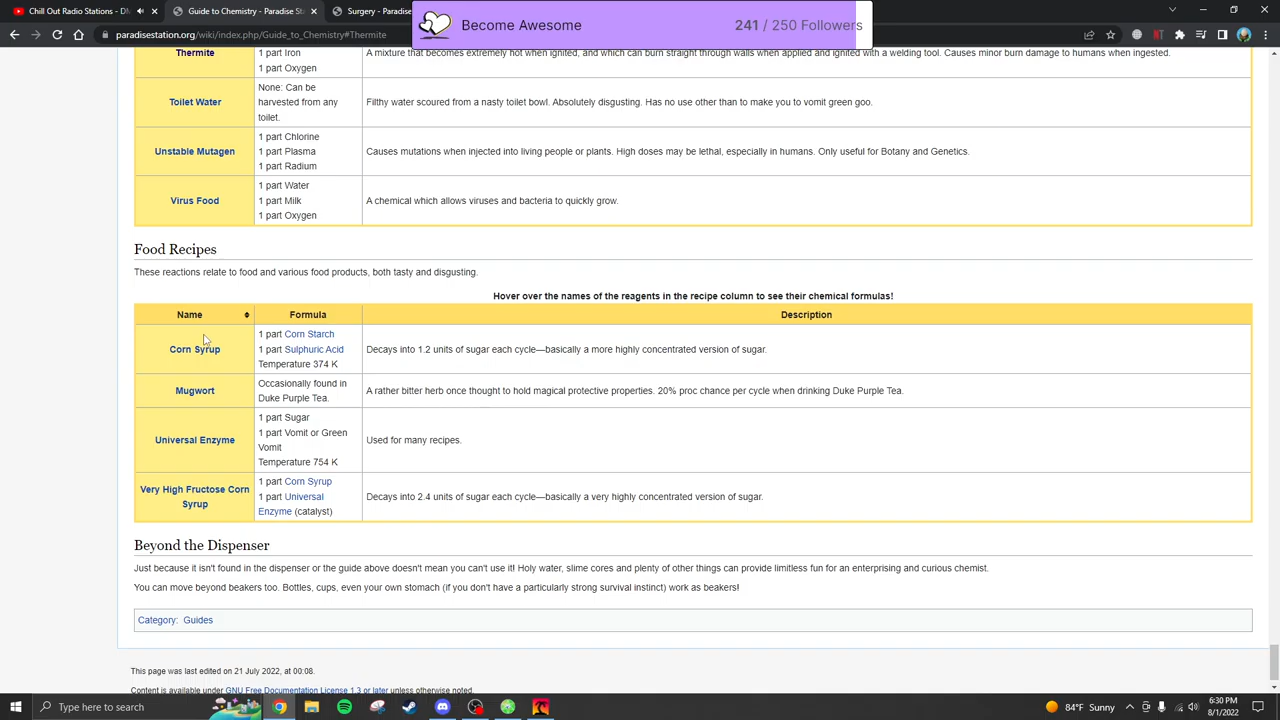 Chill Out Radio Stations - Di
Paradise Station
Surgery - Paradise Station Wiki
Become Awesome
241 / 250 Followers
paradisestation.org/wiki/index.php/Guide_to_Chemistry#Thermite
Thermite
1 part Iron
1 part Oxygen
A mixture that becomes extremely hot when ignited, and which can burn straight through walls when applied and ignited with a welding tool. Causes minor burn damage to humans when ingested.
Toilet Water
None: Can be
harvested from any
toilet.
Filthy water scoured from a nasty toilet bowl. Absolutely disgusting. Has no use other than to make you to vomit green goo.
Unstable Mutagen
1 part Chlorine
1 part Plasma
1 part Radium
Causes mutations when injected into living people or plants. High doses may be lethal, especially in humans. Only useful for Botany and Genetics.
Virus Food
1 part Water
1 part Milk
1 part Oxygen
A chemical which allows viruses and bacteria to quickly grow.
Food Recipes
These reactions relate to food and various food products, both tasty and disgusting.
Hover over the names of the reagents in the recipe column to see their chemical formulas!
Name Formula Description
Corn Syrup
1 part Corn Starch
1 part Sulphuric Acid
Temperature 374 K
Decays into 1.2 units of sugar each cycle—basically a more highly concentrated version of sugar.
Mugwort
Occasionally found in
Duke Purple Tea.
A rather bitter herb once thought to hold magical protective properties. 20% proc chance per cycle when drinking Duke Purple Tea.
Universal Enzyme
1 part Sugar
1 part Vomit or Green
Vomit
Temperature 754 K
Used for many recipes.
Very High Fructose Corn
Syrup
1 part Corn Syrup
1 part Universal
Enzyme (catalyst)
Decays into 2.4 units of sugar each cycle—basically a very highly concentrated version of sugar.
Beyond the Dispenser
Just because it isn't found in the dispenser or the guide above doesn't mean you can't use it! Holy water, slime cores and plenty of other things can provide limitless fun for an enterprising and curious chemist.
You can move beyond beakers too. Bottles, cups, even your own stomach (if you don't have a particularly strong survival instinct) work as beakers!
Category: Guides
This page was last edited on 21 July 2022, at 00:08.
Content is available under GNU Free Documentation License 1.3 or later unless otherwise noted.
Type here to search
84°F Sunny
6:30 PM
8/1/2022